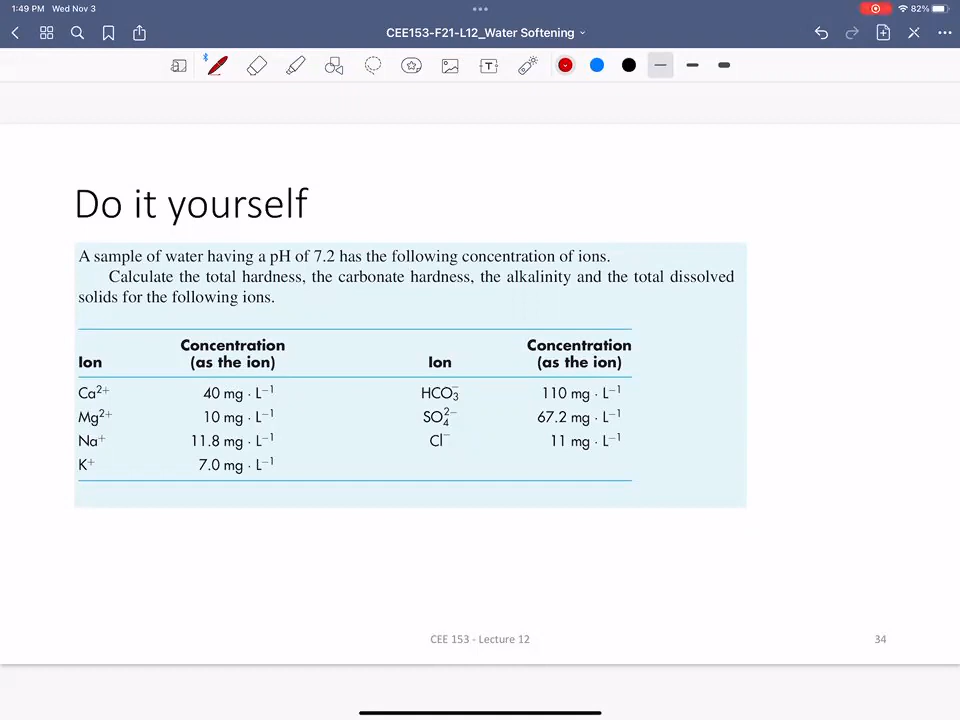 1:49 PM Wed Nov 3
82%
CEE153-F21-L12_Water Softening
Do it yourself
A sample of water having a pH of 7.2 has the following concentration of ions.
Calculate the total hardness, the carbonate hardness, the alkalinity and the total dissolved
solids for the following ions.
Ion Concentration (as the ion) Ion Concentration (as the ion)
Ca²⁺ 40 mg · L⁻¹ HCO₃⁻ 110 mg · L⁻¹
Mg²⁺ 10 mg · L⁻¹ SO₄²⁻ 67.2 mg · L⁻¹
Na⁺ 11.8 mg · L⁻¹ Cl⁻ 11 mg · L⁻¹
K⁺ 7.0 mg · L⁻¹
CEE 153 - Lecture 12
34